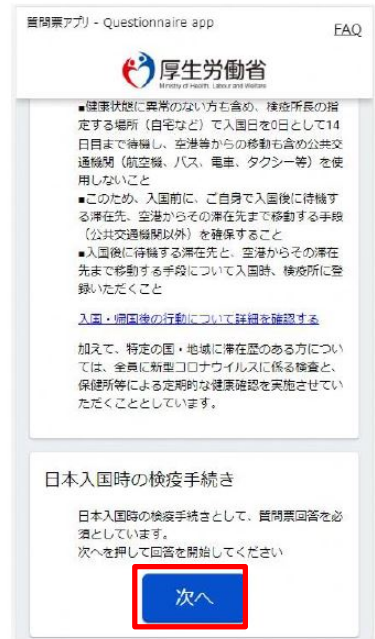 質問票アプリ - Questionnaire app
FAQ
厚生労働省
Ministry of Health, Labour and Welfare
■健康状態に異常のない方も含め、検疫所長の指
定する場所（自宅など）で入国日を0日として14
日目まで待機し、空港等からの移動も含め公共交
通機関（航空機、バス、電車、タクシー等）を使
用しないこと
■このため、入国前に、ご自身で入国後に待機す
る滞在先、空港からその滞在先まで移動する手段
（公共交通機関以外）を確保すること
■入国後に待機する滞在先と、空港からその滞在
先まで移動する手段について入国時、検疫所に登
録いただくこと
入国・帰国後の行動について詳細を確認する
加えて、特定の国・地域に滞在歴のある方につい
ては、全員に新型コロナウイルスに係る検査と、
保健所等による定期的な健康確認を実施させてい
ただくこととしています。
日本入国時の検疫手続き
日本入国時の検疫手続きとして、質問票回答を必
須としています。
次へを押して回答を開始してください
次へ